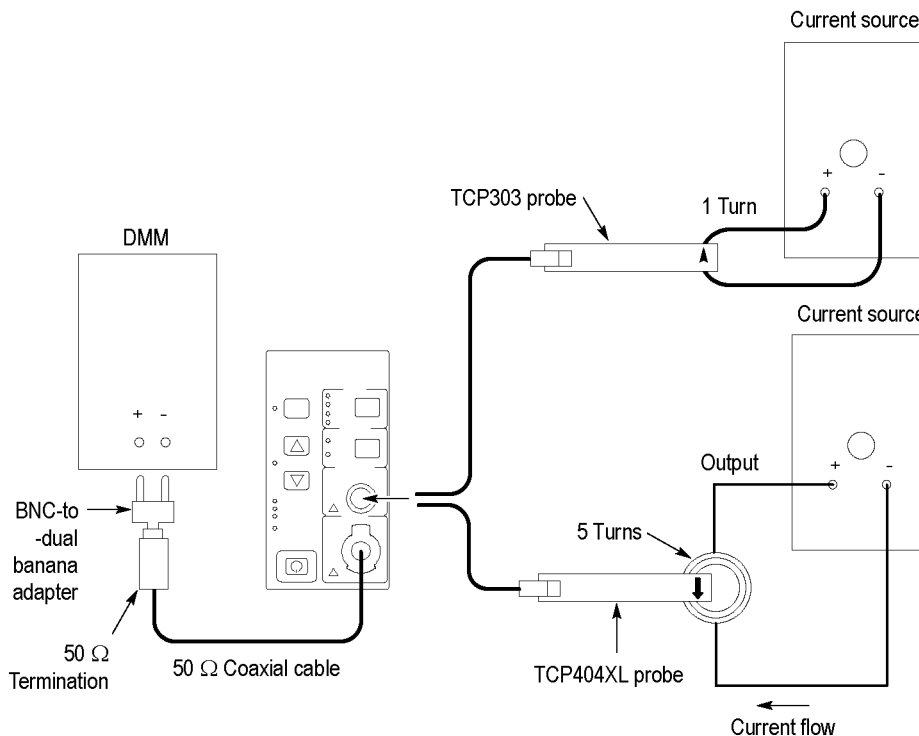 Current source
+ -
TCP303 probe
1 Turn
DMM
+ -
Current source
+ -
Output
5 Turns
BNC-to
-dual
banana
adapter
50 Ω
Termination
50 Ω Coaxial cable
TCP404XL probe
Current flow